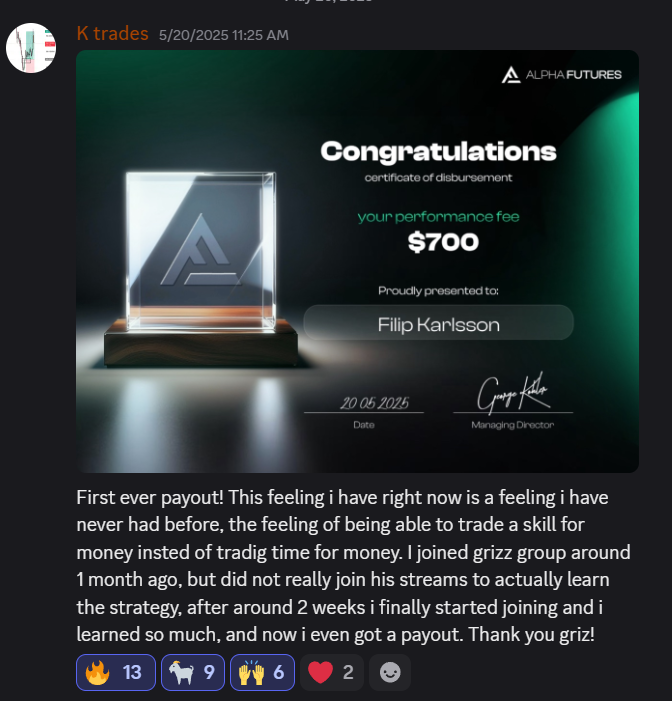 K trades 5/20/2025 11:25 AM
ALPHA FUTURES
Congratulations
certificate of disbursement
your performance fee
$700
Proudly presented to:
Filip Karlsson
20 05 2025
Date
Managing Director
First ever payout! This feeling i have right now is a feeling i have
never had before, the feeling of being able to trade a skill for
money insted of tradig time for money. I joined grizz group around
1 month ago, but did not really join his streams to actually learn
the strategy, after around 2 weeks i finally started joining and i
learned so much, and now i even got a payout. Thank you griz!
13 9 6 2